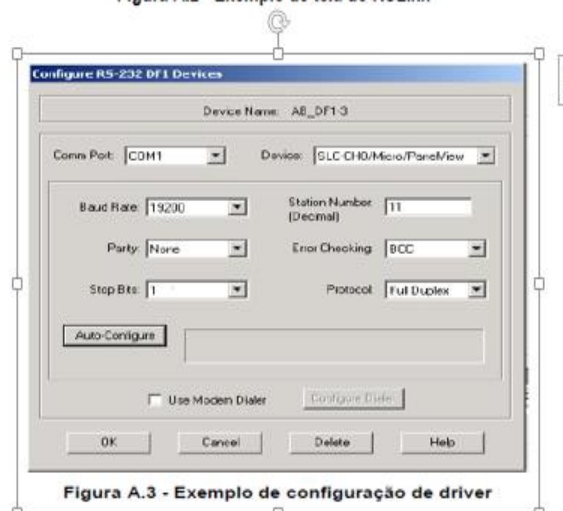 Configure RS-232 DF1 Devices
Device Name: AB_DF1-3
Comm Port: COM1 Device: SLC-CH0/Micro/PanelView
Baud Rate: 19200 Station Number: 11
(Decimal)
Parity: None Error Checking: BCC
Stop Bits: 1 Protocol: Full Duplex
Auto-Configure
Use Modem Dialer Configure Dialer
OK Cancel Delete Help
Figura A.3 - Exemplo de configuração de driver